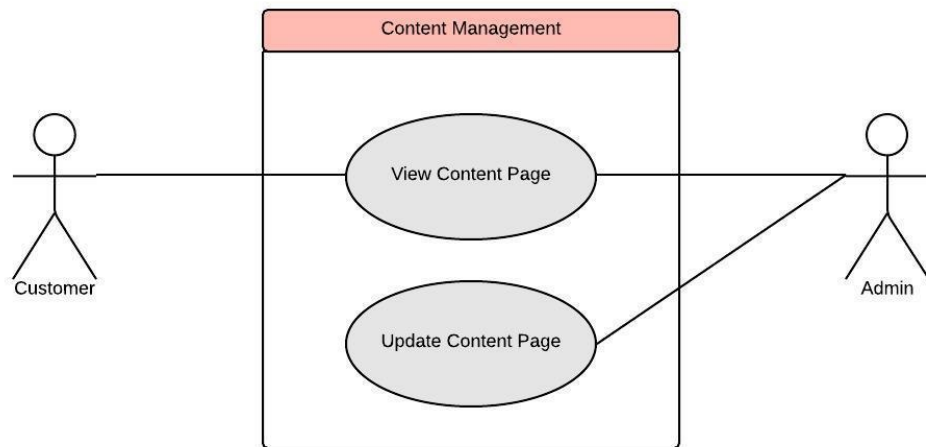 Content Management
View Content Page
Customer
Admin
Update Content Page